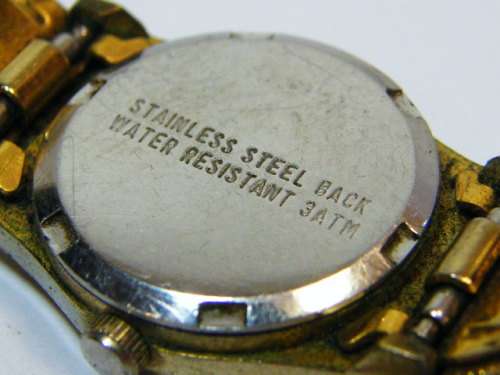 STAINLESS STEEL BACK
WATER RESISTANT 3ATM